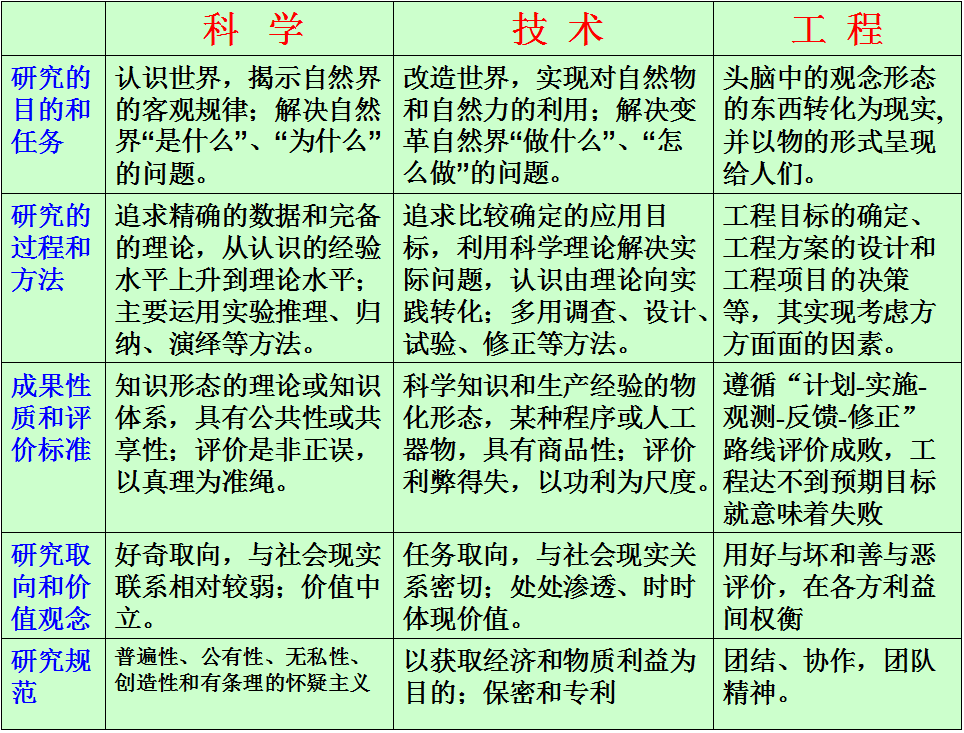 科 学
技 术
工 程
研究的
目的和
任务
认识世界，揭示自然界
的客观规律；解决自然
界“是什么”、“为什么”
的问题。
改造世界，实现对自然物
和自然力的利用；解决变
革自然界“做什么”、“怎
么做”的问题。
头脑中的观念形态
的东西转化为现实,
并以物的形式呈现
给人们。
研究的
过程和
方法
追求精确的数据和完备
的理论，从认识的经验
水平上升到理论水平；
主要运用实验推理、归
纳、演绎等方法。
追求比较确定的应用目
标，利用科学理论解决实
际问题，认识由理论向实
践转化；多用调查、设计、
试验、修正等方法。
工程目标的确定、
工程方案的设计和
工程项目的决策
等，其实现考虑方
方面面的因素。
成果性
质和评
价标准
知识形态的理论或知识
体系，具有公共性或共
享性；评价是非正误，
以真理为准绳。
科学知识和生产经验的物
化形态，某种程序或人工
器物，具有商品性；评价
利弊得失，以功利为尺度。
遵循“计划-实施-
观测-反馈-修正”
路线评价成败，工
程达不到预期目标
就意味着失败
研究取
向和价
值观念
好奇取向，与社会现实
联系相对较弱；价值中
立。
任务取向，与社会现实关
系密切；处处渗透、时时
体现价值。
用好与坏和善与恶
评价，在各方利益
间权衡
研究规
范
普遍性、公有性、无私性、
创造性和有条理的怀疑主义
以获取经济和物质利益为
目的；保密和专利
团结、协作，团队
精神。